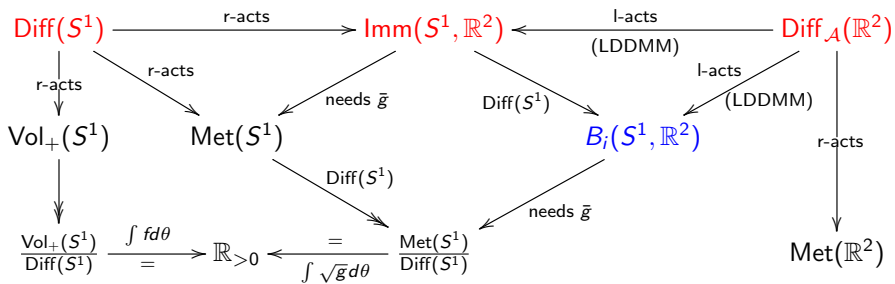 Diff(S¹) r-acts Imm(S¹, ℝ²) l-acts (LDDMM) Diff_𝒜(ℝ²)
r-acts r-acts needs ḡ Diff(S¹) l-acts (LDDMM) r-acts
Vol₊(S¹) Met(S¹) B_i(S¹, ℝ²)
Diff(S¹) needs ḡ
Vol₊(S¹)/Diff(S¹) ∫ fdθ = ℝ_{>0} = ∫ √g dθ Met(S¹)/Diff(S¹) Met(ℝ²)